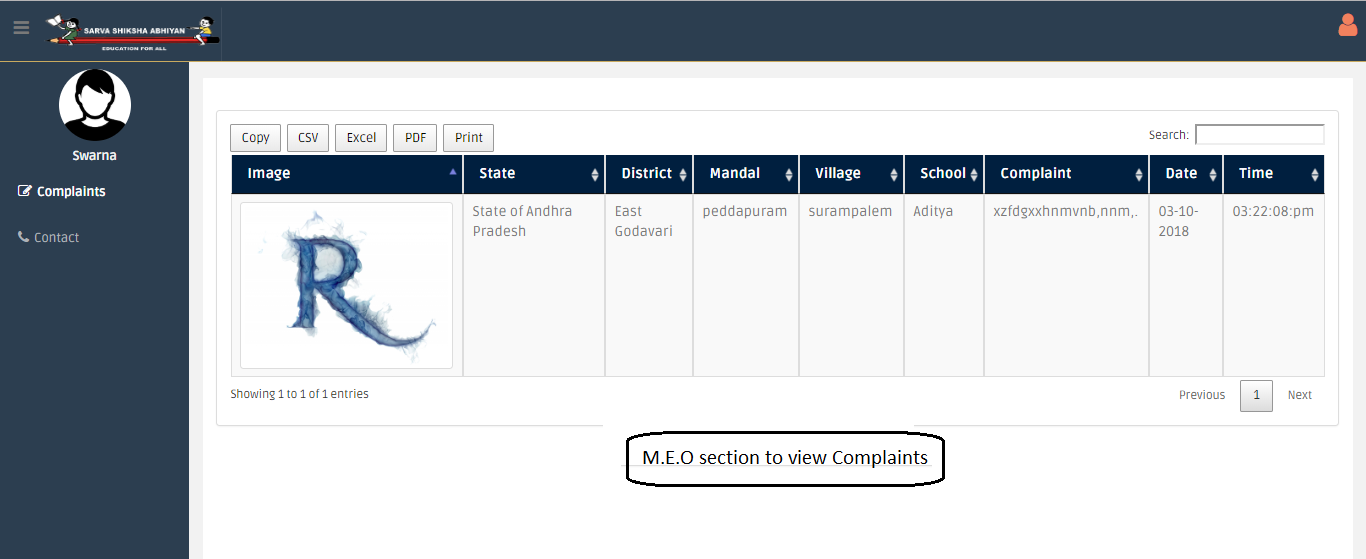 SARVA SHIKSHA ABHIYAN
EDUCATION FOR ALL
Swarna
Complaints
Contact
Copy CSV Excel PDF Print Search:
Image State District Mandal Village School Complaint Date Time
R State of Andhra East peddapuram surampalem Aditya xzfdgxxhnmvnb,nnm,. 03-10- 03:22:08:pm
Pradesh Godavari 2018
Showing 1 to 1 of 1 entries Previous 1 Next
M.E.O section to view Complaints